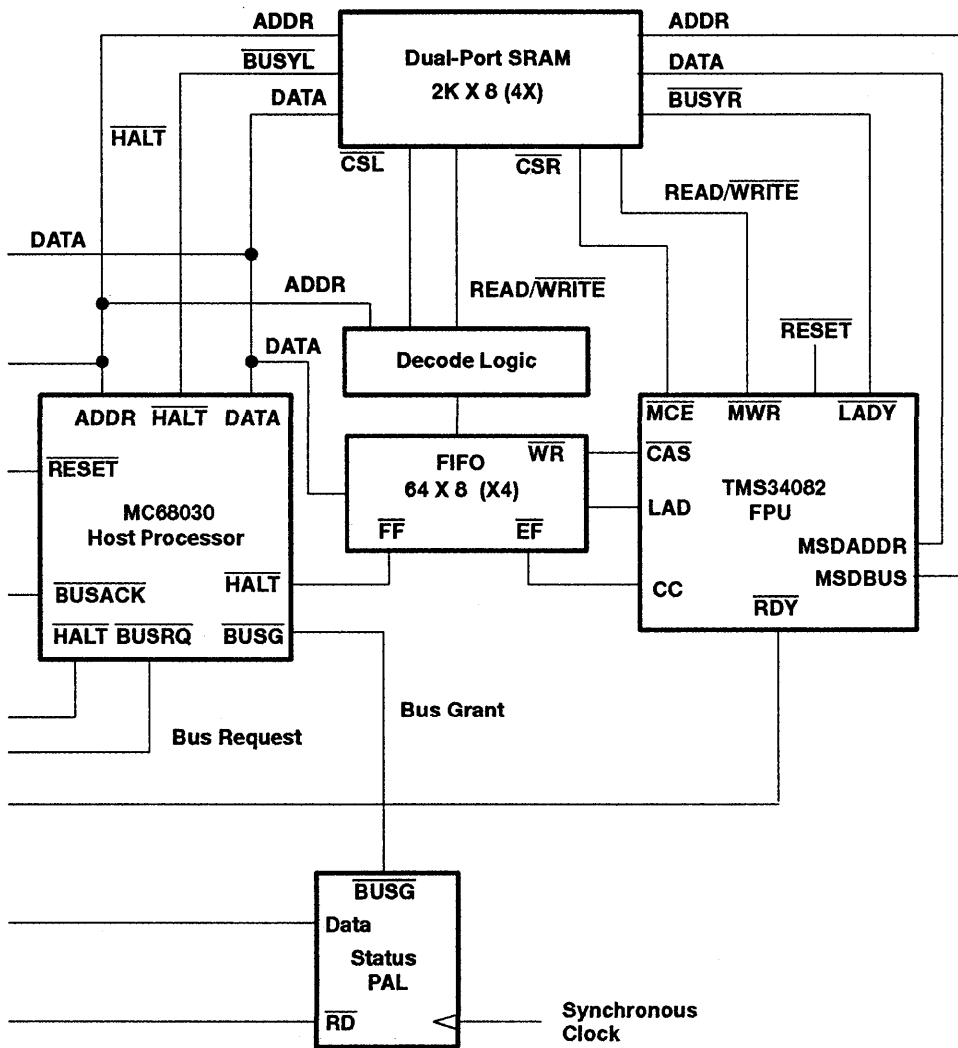 ADDR
ADDR
BUSYL
Dual-Port SRAM
2K X 8 (4X)
DATA
DATA
BUSYR
HALT
CSL
CSR
READ/WRITE
DATA
ADDR
READ/WRITE
RESET
DATA
Decode Logic
ADDR HALT DATA
MCE MWR LADY
RESET
MC68030
Host Processor
HALT
BUSACK
HALT BUSRQ BUSG
WR
FIFO
64 X 8 (X4)
FF EF
CAS
LAD
TMS34082
FPU
MSDADDR
MSDBUS
CC
RDY
Bus Grant
Bus Request
BUSG
Data
Status
PAL
RD
Synchronous
Clock